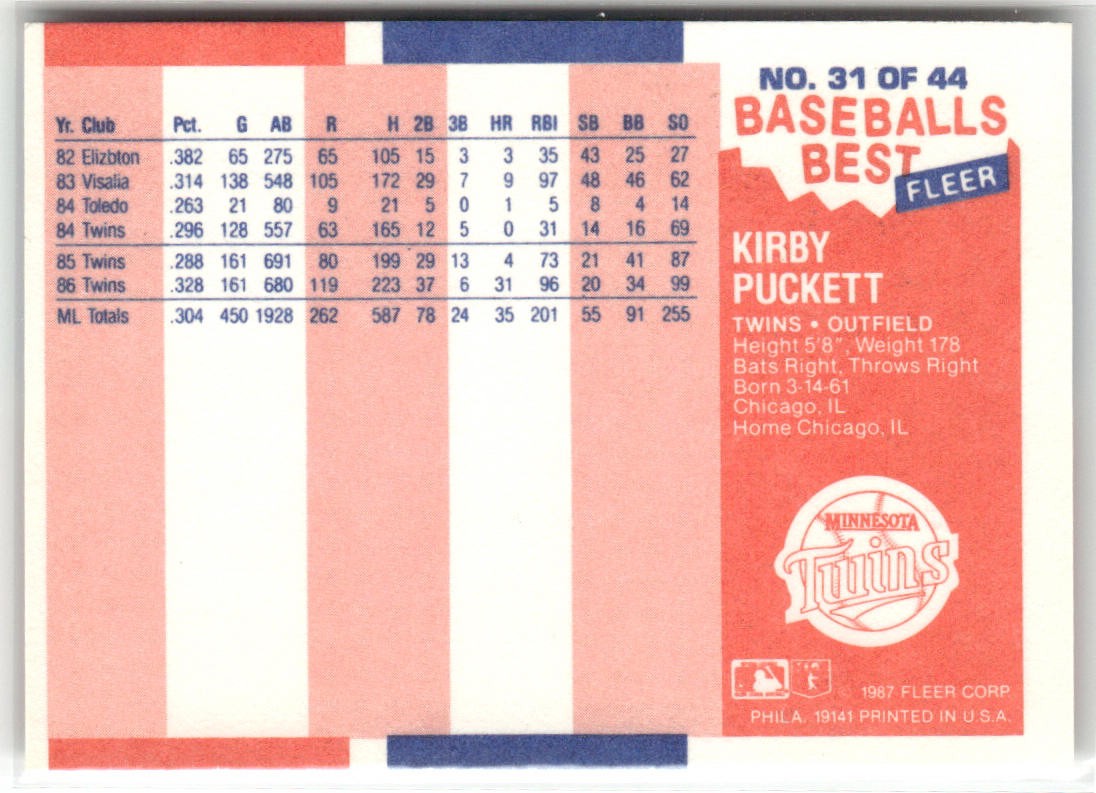 Yr. Club Pct. G AB R H 2B 3B HR RBI SB BB SO
82 Elizbton .382 65 275 65 105 15 3 3 35 43 25 27
83 Visalia .314 138 548 105 172 29 7 9 97 48 46 62
84 Toledo .263 21 80 9 21 5 0 1 5 8 4 14
84 Twins .296 128 557 63 165 12 5 0 31 14 16 69
85 Twins .288 161 691 80 199 29 13 4 73 21 41 87
86 Twins .328 161 680 119 223 37 6 31 96 20 34 99
ML Totals .304 450 1928 262 587 78 24 35 201 55 91 255
NO. 31 OF 44
BASEBALLS
BEST
FLEER
KIRBY
PUCKETT
TWINS • OUTFIELD
Height 5'8", Weight 178
Bats Right, Throws Right
Born 3-14-61
Chicago, IL
Home Chicago, IL
MINNESOTA
Twins
© 1987 FLEER CORP.
PHILA. 19141 PRINTED IN U.S.A.